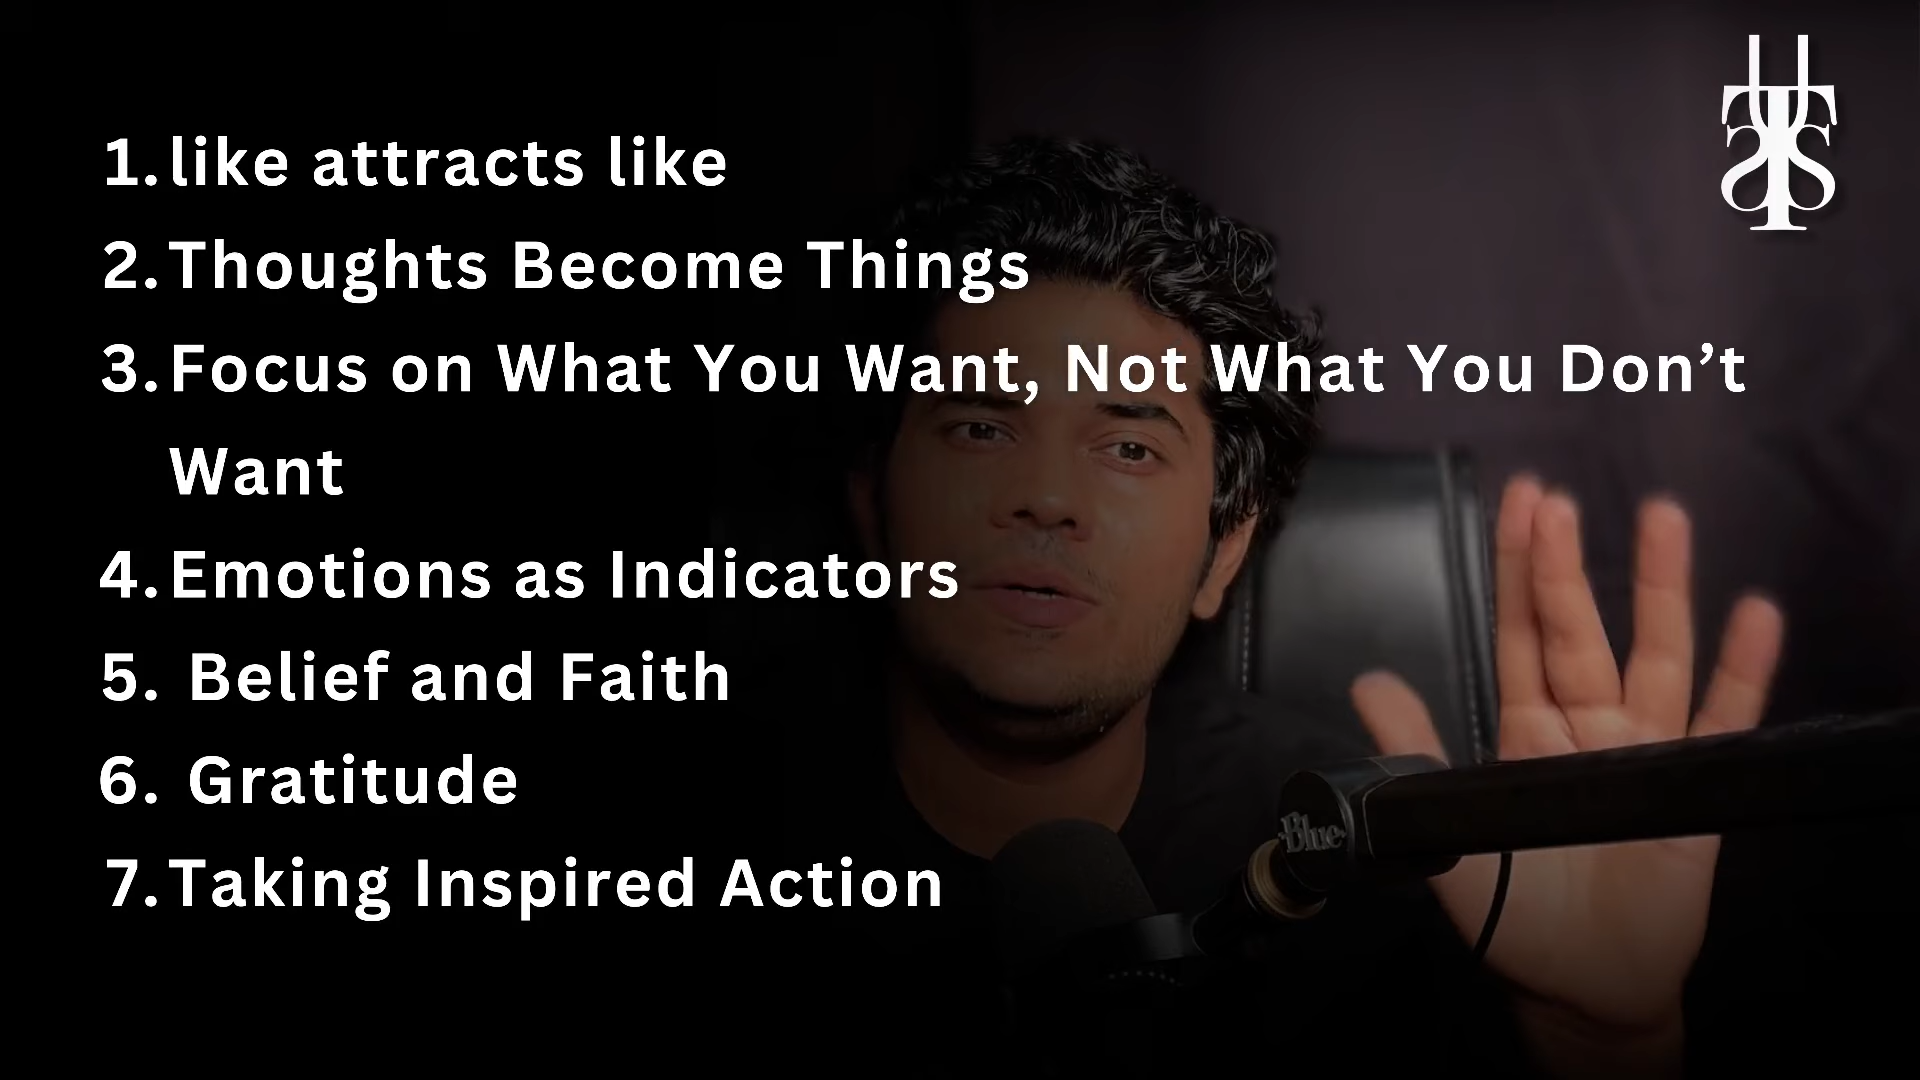 1. like attracts like
2. Thoughts Become Things
3. Focus on What You Want, Not What You Don’t
Want
4. Emotions as Indicators
5. Belief and Faith
6. Gratitude
7. Taking Inspired Action
Blue